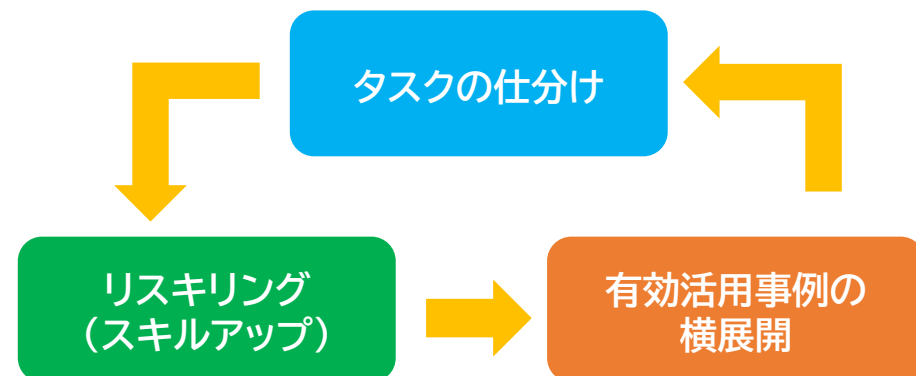 タスクの仕分け
リスキリング
（スキルアップ）
有効活用事例の
横展開